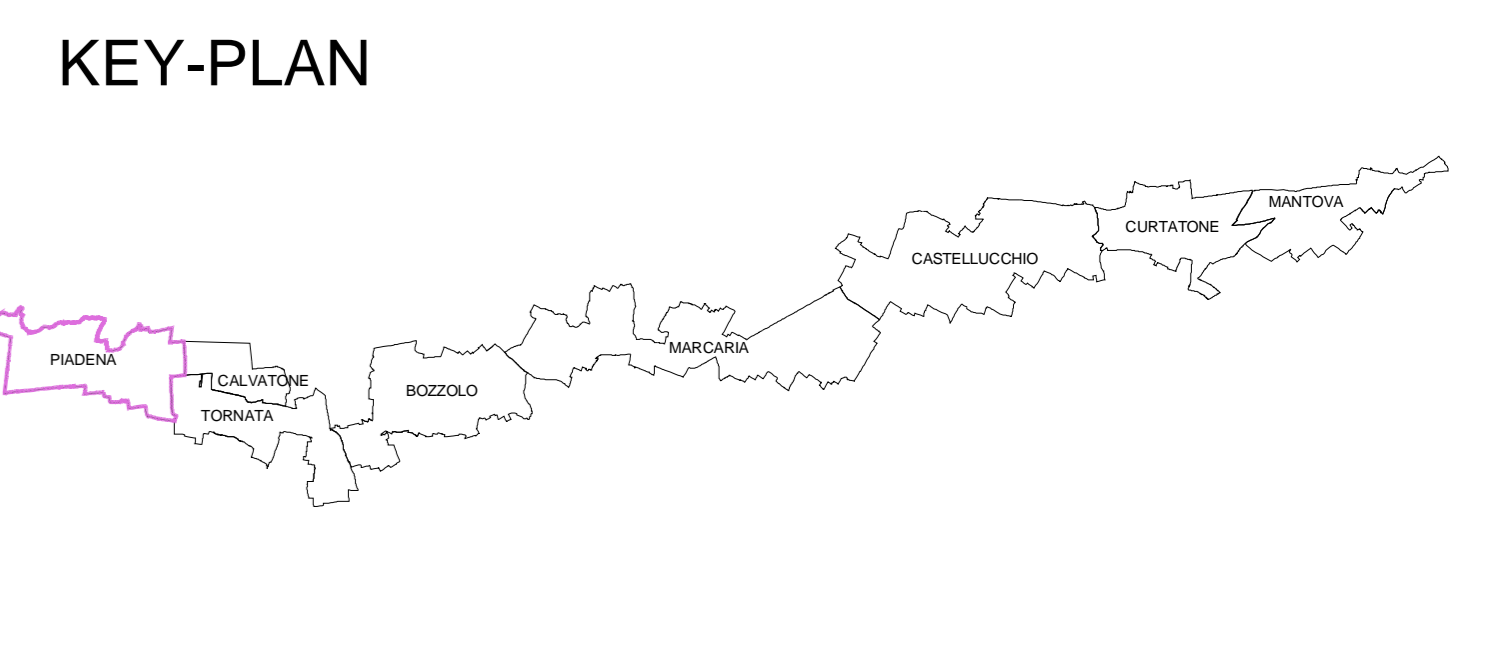 KEY-PLAN
PIADENA
CALVATONE
TORNATA
BOZZOLO
MARCARIA
CASTELLUCCHIO
CURTATONE
MANTOVA